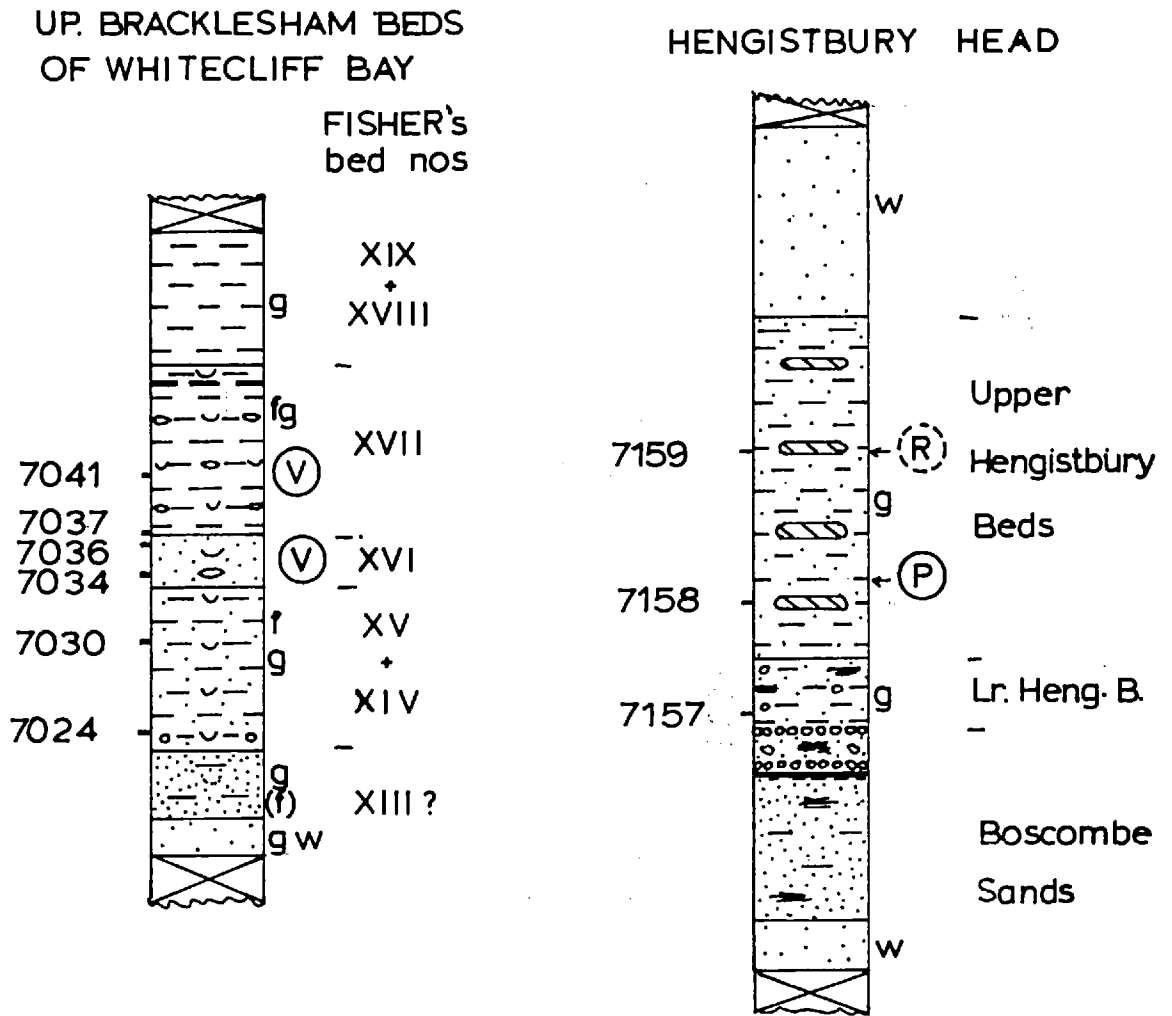 UP. BRACKLESHAM BEDS
OF WHITECLIFF BAY
FISHER's
bed nos
XIX
+
XVIII
g
fg
XVII
7041
V
7037
7036
V
XVI
7034
f
XV
7030
g
+
XIV
7024
g
(f)
XIII ?
g w
HENGISTBURY HEAD
w
Upper
7159
R
Hengistbury
g
Beds
P
7158
g
Lr. Heng. B.
7157
Boscombe
Sands
w